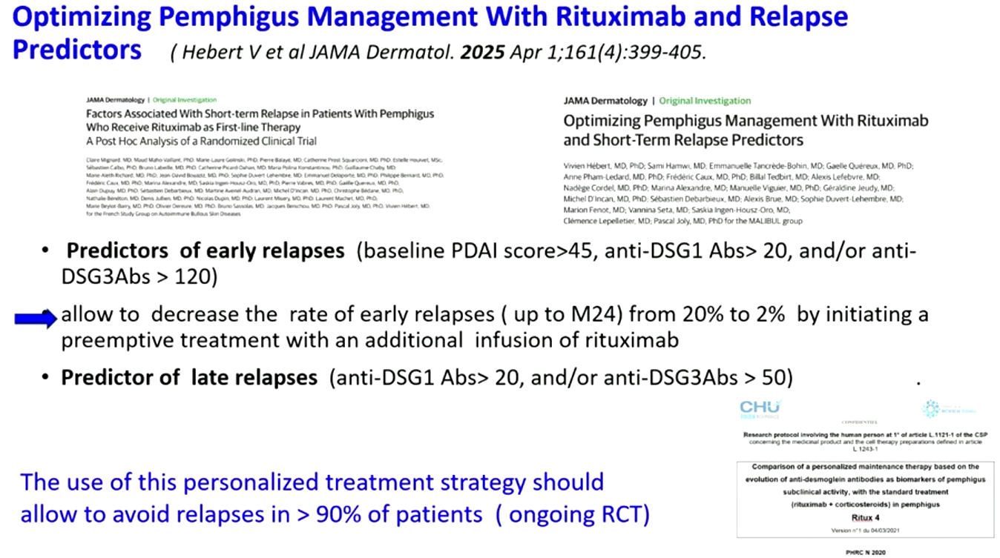 Optimizing Pemphigus Management With Rituximab and Relapse
Predictors ( Hebert V et al JAMA Dermatol. 2025 Apr 1;161(4):399-405.
JAMA Dermatology | Original Investigation
Factors Associated With Short-term Relapse in Patients With Pemphigus
Who Receive Rituximab as First-line Therapy
A Post Hoc Analysis of a Randomized Clinical Trial
Claire Mignard, MD; Maud Maho-Vaillant, PhD; Marie-Laure Golinski, PhD; Pierre Balayé, MD; Catherine Prost Squarcioni, MD, PhD; Estelle Houivet, MSc;
Sébastien Calbo, PhD; Bruno Labeille, MD, PhD; Catherine Picard-Dahan, MD; Maria Polina Konstantinou, PhD; Guillaume Chaby, MD;
Marie-Aleth Richard, MD, PhD; Jean-David Bouaziz, MD, PhD; Sophie Duvert-Lehembre, MD; Emmanuel Delaporte, MD, PhD; Philippe Bernard, MD, PhD;
Frédéric Caux, MD, PhD; Marina Alexandre, MD, PhD; Saskia Ingen-Housz-Oro, MD, PhD; Pierre Vabres, MD, PhD; Gaëlle Quereux, MD, PhD;
Alain Dupuy, MD, PhD; Sébastien Debarbieux, MD; Martine Avenel-Audran, MD; Michel D'Incan, MD, PhD; Christophe Bédane, MD, PhD;
Nathalie Bénéton, MD; Denis Jullien, MD, PhD; Nicolas Dupin, MD, PhD; Laurent Misery, MD, PhD; Laurent Machet, MD, PhD;
Marie Beylot-Barry, MD, PhD; Olivier Dereure, MD, PhD; Bruno Sassolas, MD; Jacques Benichou, MD, PhD; Pascal Joly, MD, PhD; Vivien Hébert, MD;
for the French Study Group on Autoimmune Bullous Skin Diseases
JAMA Dermatology | Original Investigation
Optimizing Pemphigus Management With Rituximab
and Short-Term Relapse Predictors
Vivien Hébert, MD, PhD; Sami Hamwi, MD; Emmanuelle Tancrède-Bohin, MD; Gaelle Quéreux, MD, PhD;
Anne Pham-Ledard, MD, PhD; Frédéric Caux, MD, PhD; Billal Tedbirt, MD; Alexis Lefebvre, MD;
Nadège Cordel, MD, PhD; Marina Alexandre, MD; Manuelle Viguier, MD, PhD; Géraldine Jeudy, MD;
Michel D'Incan, MD, PhD; Sébastien Debarbieux, MD; Alexis Brue, MD; Sophie Duvert-Lehembre, MD;
Marion Fenot, MD; Vannina Seta, MD; Saskia Ingen-Housz-Oro, MD;
Clémence Lepelletier, MD; Pascal Joly, MD, PhD for the MALIBUL group
• Predictors of early relapses (baseline PDAI score>45, anti-DSG1 Abs> 20, and/or anti-
DSG3Abs > 120)
allow to decrease the rate of early relapses ( up to M24) from 20% to 2% by initiating a
preemptive treatment with an additional infusion of rituximab
• Predictor of late relapses (anti-DSG1 Abs> 20, and/or anti-DSG3Abs > 50) .
CHU
CONFIDENTIEL
Research protocol involving the human person at 1° of article L.1121-1 of the CSP
concerning the medicinal product and the cell therapy preparations defined in article
L 1243-1
Comparison of a personalized maintenance therapy based on the
evolution of anti-desmoglein antibodies as biomarkers of pemphigus
subclinical activity, with the standard treatment
(rituximab + corticosteroids) in pemphigus
Ritux 4
Version n°1 du 04/03/2021
PHRC N 2020
The use of this personalized treatment strategy should
allow to avoid relapses in > 90% of patients ( ongoing RCT)